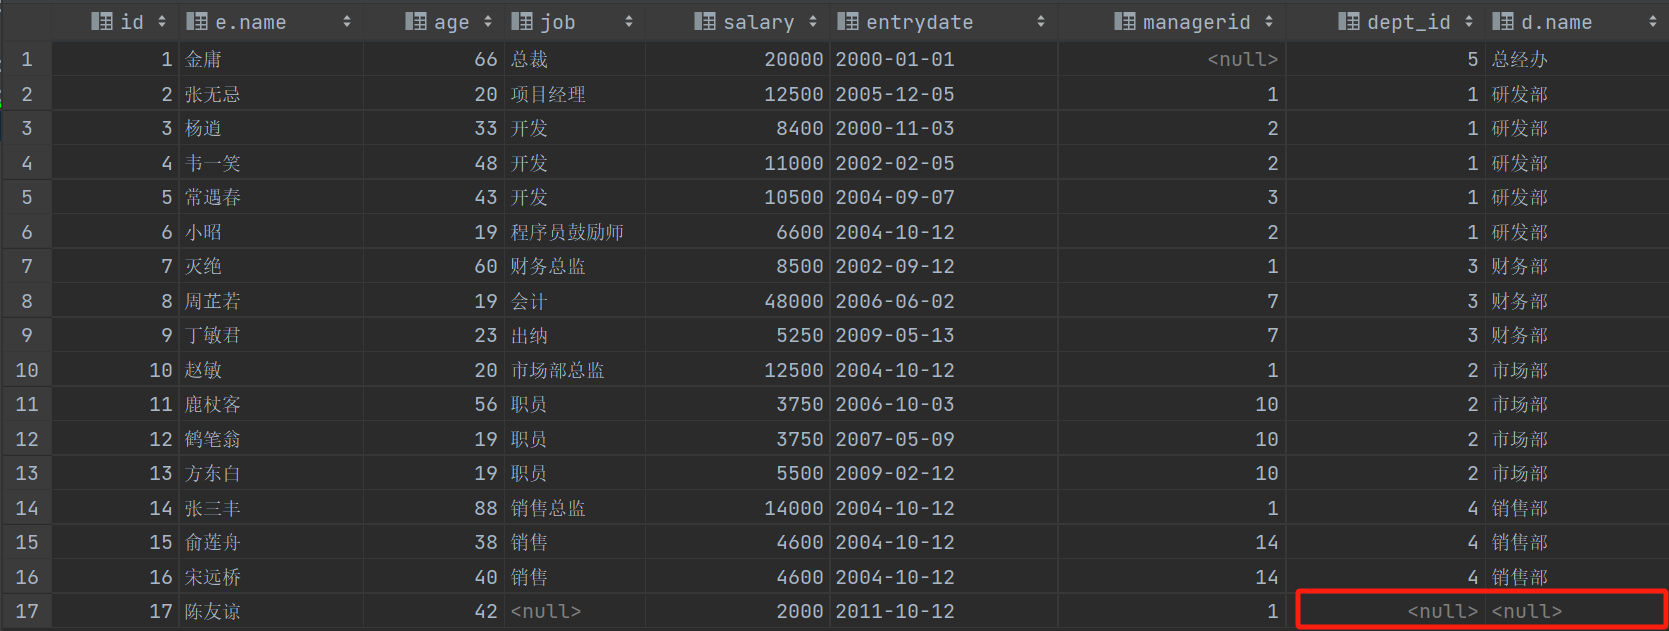 id e.name age job salary entrydate managerid dept_id d.name
1 1 金庸 66 总裁 20000 2000-01-01 <null> 5 总经办
2 2 张无忌 20 项目经理 12500 2005-12-05 1 1 研发部
3 3 杨逍 33 开发 8400 2000-11-03 2 1 研发部
4 4 韦一笑 48 开发 11000 2002-02-05 2 1 研发部
5 5 常遇春 43 开发 10500 2004-09-07 3 1 研发部
6 6 小昭 19 程序员鼓励师 6600 2004-10-12 2 1 研发部
7 7 灭绝 60 财务总监 8500 2002-09-12 1 3 财务部
8 8 周芷若 19 会计 48000 2006-06-02 7 3 财务部
9 9 丁敏君 23 出纳 5250 2009-05-13 7 3 财务部
10 10 赵敏 20 市场部总监 12500 2004-10-12 1 2 市场部
11 11 鹿杖客 56 职员 3750 2006-10-03 10 2 市场部
12 12 鹤笔翁 19 职员 3750 2007-05-09 10 2 市场部
13 13 方东白 19 职员 5500 2009-02-12 10 2 市场部
14 14 张三丰 88 销售总监 14000 2004-10-12 1 4 销售部
15 15 俞莲舟 38 销售 4600 2004-10-12 14 4 销售部
16 16 宋远桥 40 销售 4600 2004-10-12 14 4 销售部
17 17 陈友谅 42 <null> 2000 2011-10-12 1 <null> <null>